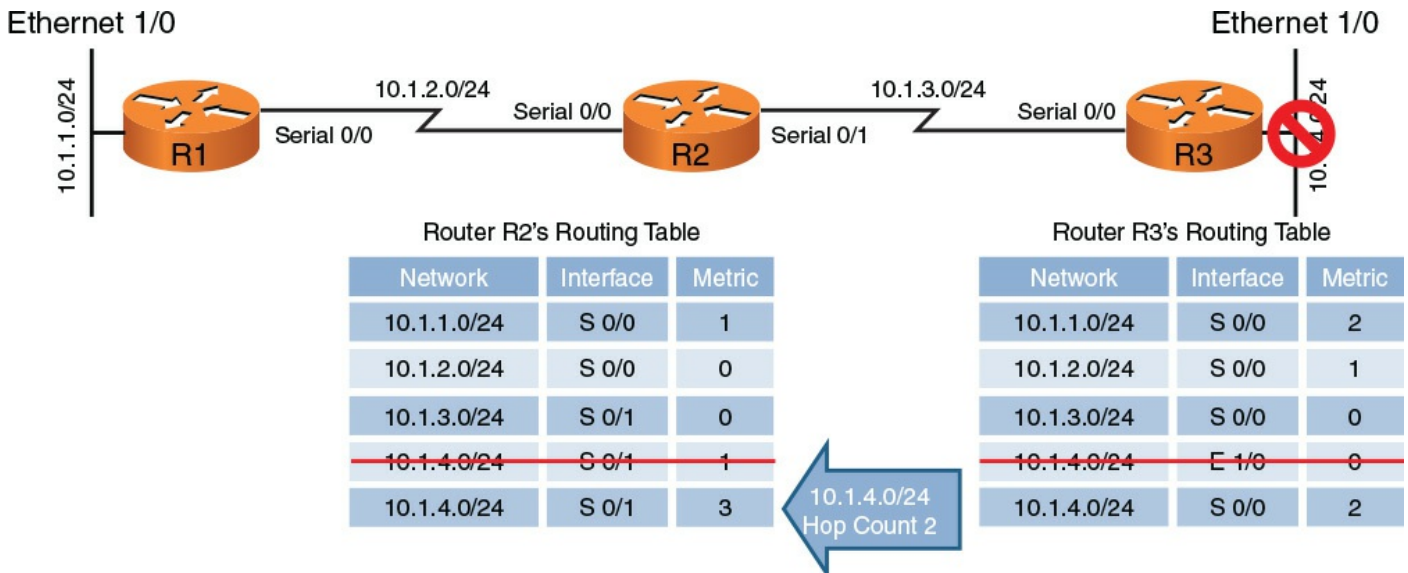 Ethernet 1/0
Ethernet 1/0
10.1.1.0/24
10.1.2.0/24
Serial 0/0
Serial 0/0
10.1.3.0/24
Serial 0/1
Serial 0/0
R1
R2
R3
10. 4.0/24
Router R2's Routing Table
Network Interface Metric
10.1.1.0/24 S 0/0 1
10.1.2.0/24 S 0/0 0
10.1.3.0/24 S 0/1 0
10.1.4.0/24 S 0/1 1
10.1.4.0/24 S 0/1 3
10.1.4.0/24
Hop Count 2
Router R3's Routing Table
Network Interface Metric
10.1.1.0/24 S 0/0 2
10.1.2.0/24 S 0/0 1
10.1.3.0/24 S 0/0 0
10.1.4.0/24 E 1/0 0
10.1.4.0/24 S 0/0 2